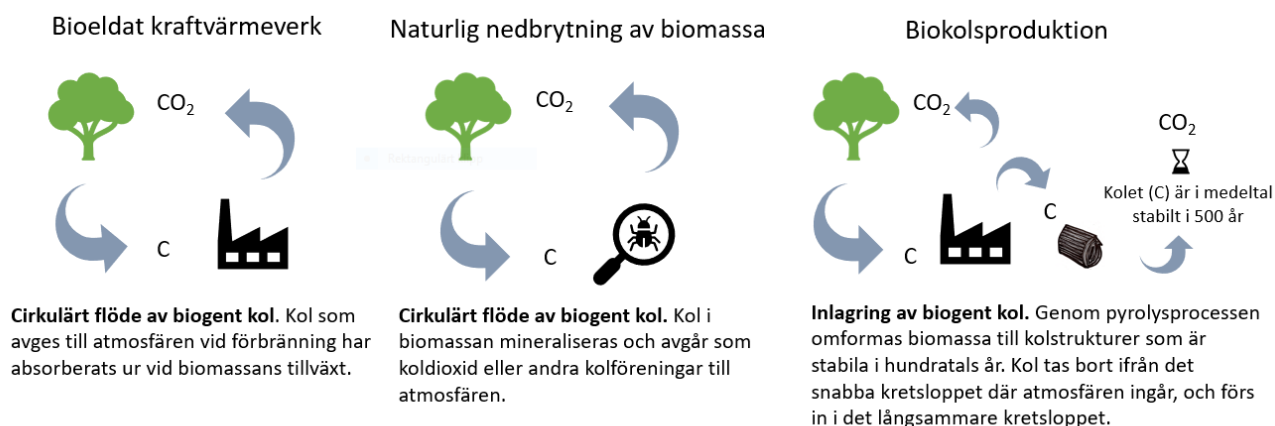 Bioeldat kraftvärmeverk
CO2
C
Cirkulärt flöde av biogent kol. Kol som
avges till atmosfären vid förbränning har
absorberats ur vid biomassans tillväxt.
Naturlig nedbrytning av biomassa
CO2
C
Cirkulärt flöde av biogent kol. Kol i
biomassan mineraliseras och avgår som
koldioxid eller andra kolföreningar till
atmosfären.
Biokolsproduktion
CO2
C
C
CO2
Kolet (C) är i medeltal
stabilt i 500 år
Inlagring av biogent kol. Genom pyrolysprocessen
omformas biomassa till kolstrukturer som är
stabila i hundratals år. Kol tas bort ifrån det
snabba kretsloppet där atmosfären ingår, och förs
in i det långsammare kretsloppet.